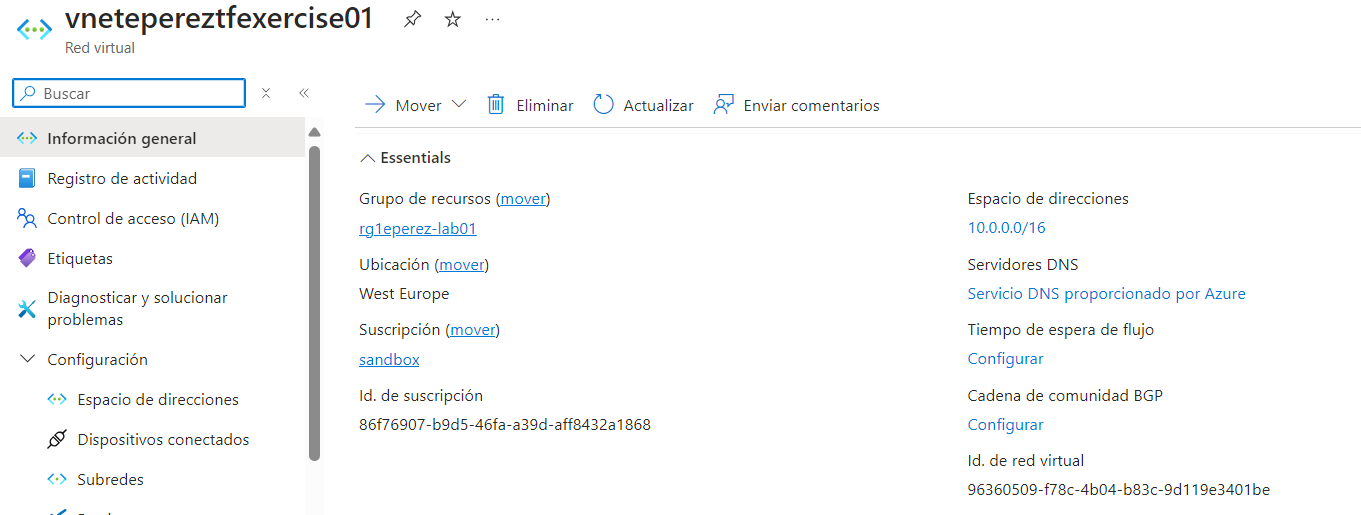 vnetepereztfexercise01
Red virtual
Buscar
Información general
Registro de actividad
Control de acceso (IAM)
Etiquetas
Diagnosticar y solucionar
problemas
Configuración
Espacio de direcciones
Dispositivos conectados
Subredes
Mover
Eliminar
Actualizar
Enviar comentarios
Essentials
Grupo de recursos (mover)
rg1eperez-lab01
Ubicación (mover)
West Europe
Suscripción (mover)
sandbox
Id. de suscripción
86f76907-b9d5-46fa-a39d-aff8432a1868
Espacio de direcciones
10.0.0.0/16
Servidores DNS
Servicio DNS proporcionado por Azure
Tiempo de espera de flujo
Configurar
Cadena de comunidad BGP
Configurar
Id. de red virtual
96360509-f78c-4b04-b83c-9d119e3401be